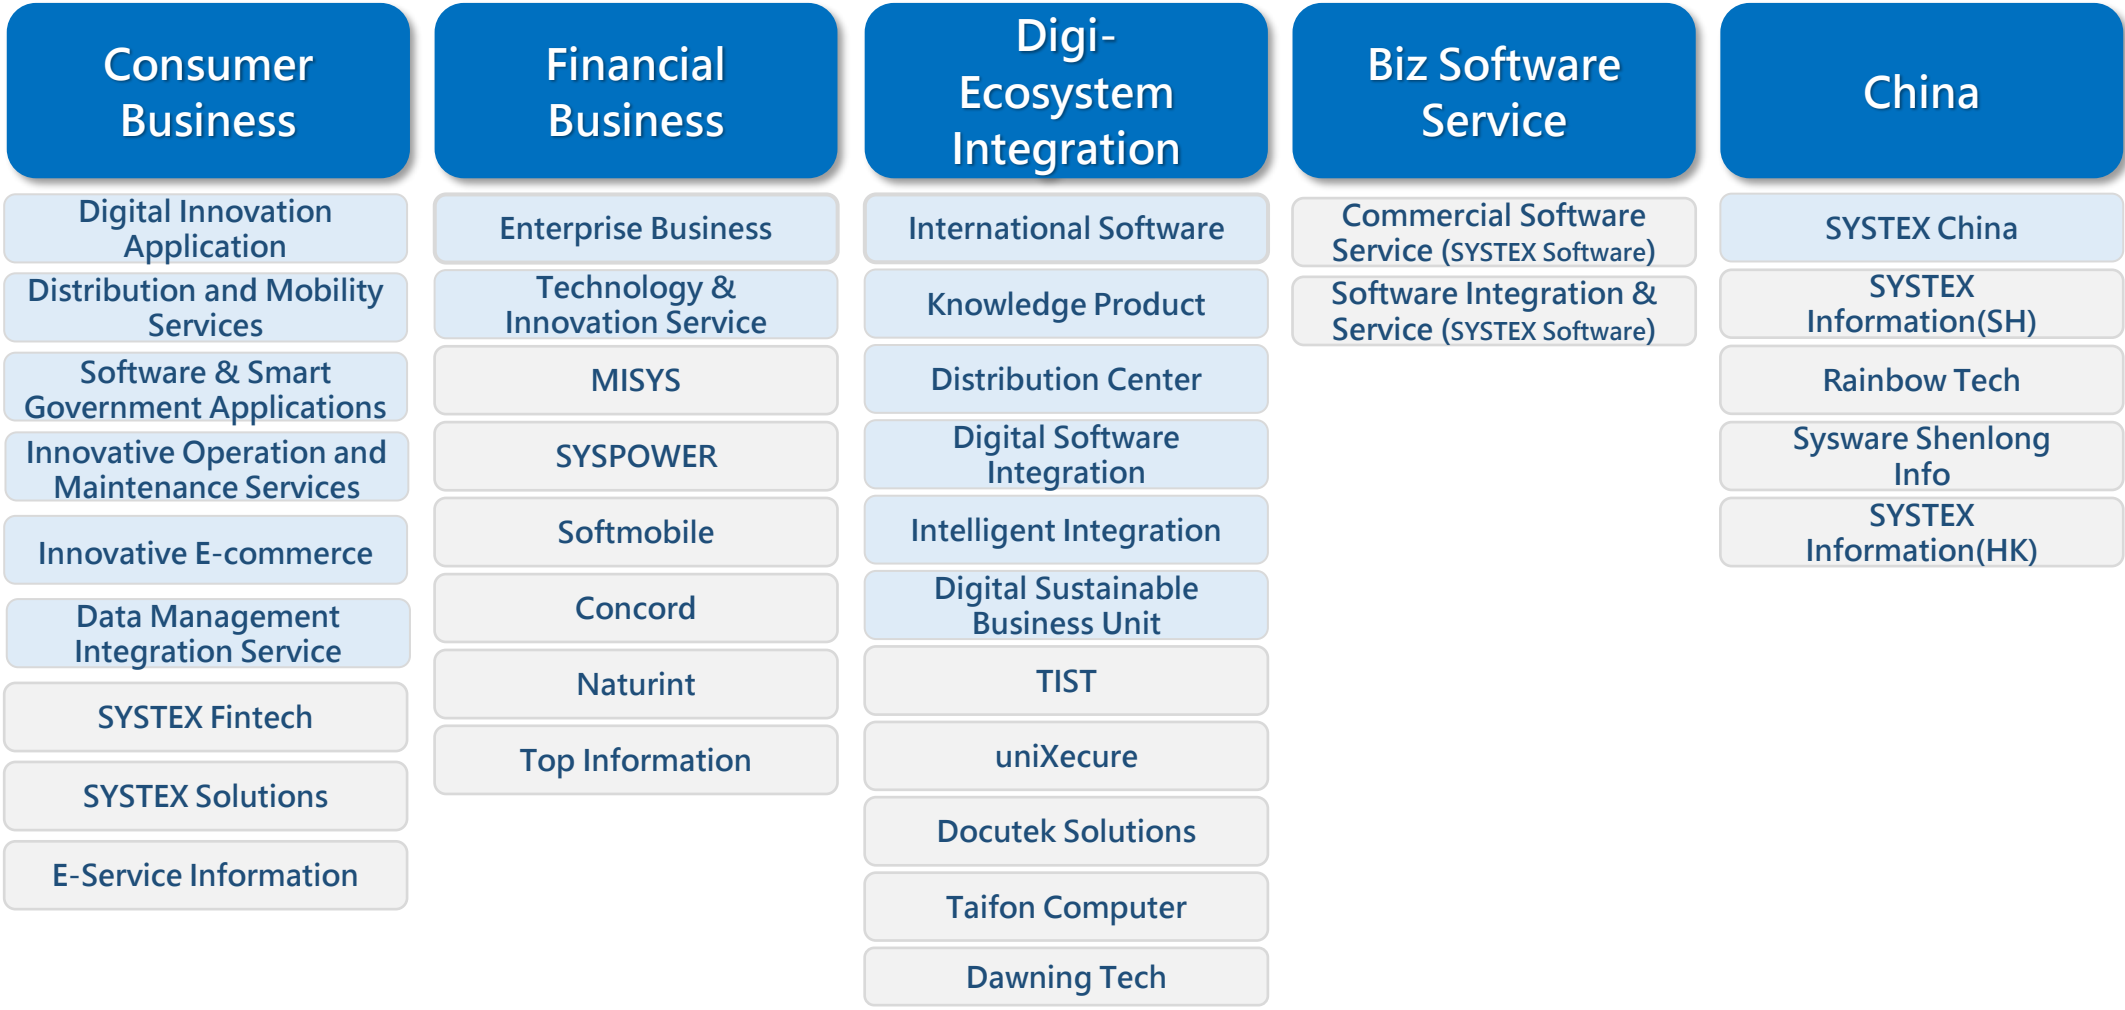 Consumer
Business
Digital Innovation
Application
Distribution and Mobility
Services
Software & Smart
Government Applications
Innovative Operation and
Maintenance Services
Innovative E-commerce
Data Management
Integration Service
SYSTEX Fintech
SYSTEX Solutions
E-Service Information
Financial
Business
Enterprise Business
Technology &
Innovation Service
MISYS
SYSPOWER
Softmobile
Concord
Naturint
Top Information
Digi-
Ecosystem
Integration
International Software
Knowledge Product
Distribution Center
Digital Software
Integration
Intelligent Integration
Digital Sustainable
Business Unit
TIST
uniXecure
Docutek Solutions
Taifon Computer
Dawning Tech
Biz Software
Service
Commercial Software
Service (SYSTEX Software)
Software Integration &
Service (SYSTEX Software)
China
SYSTEX China
SYSTEX
Information(SH)
Rainbow Tech
Sysware Shenlong
Info
SYSTEX
Information(HK)